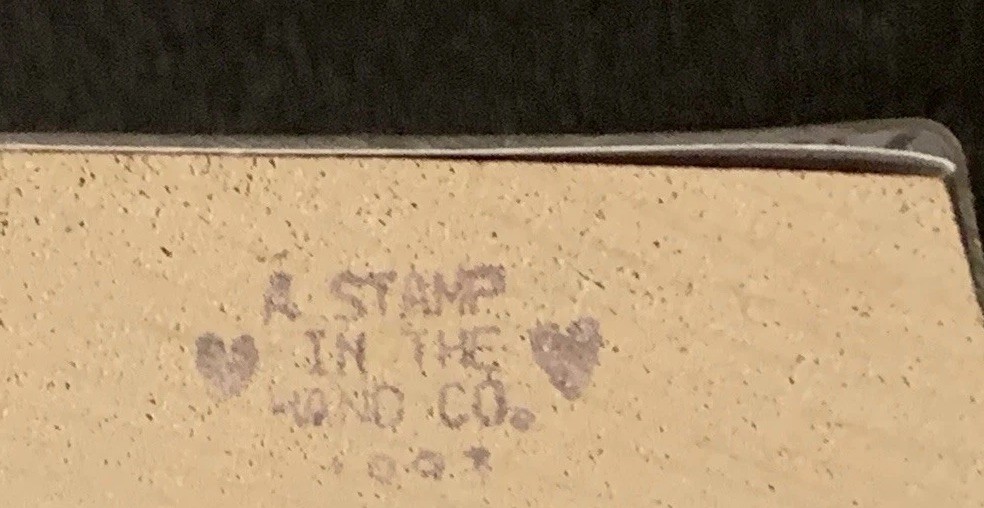 A STAMP
IN THE
HAND CO.